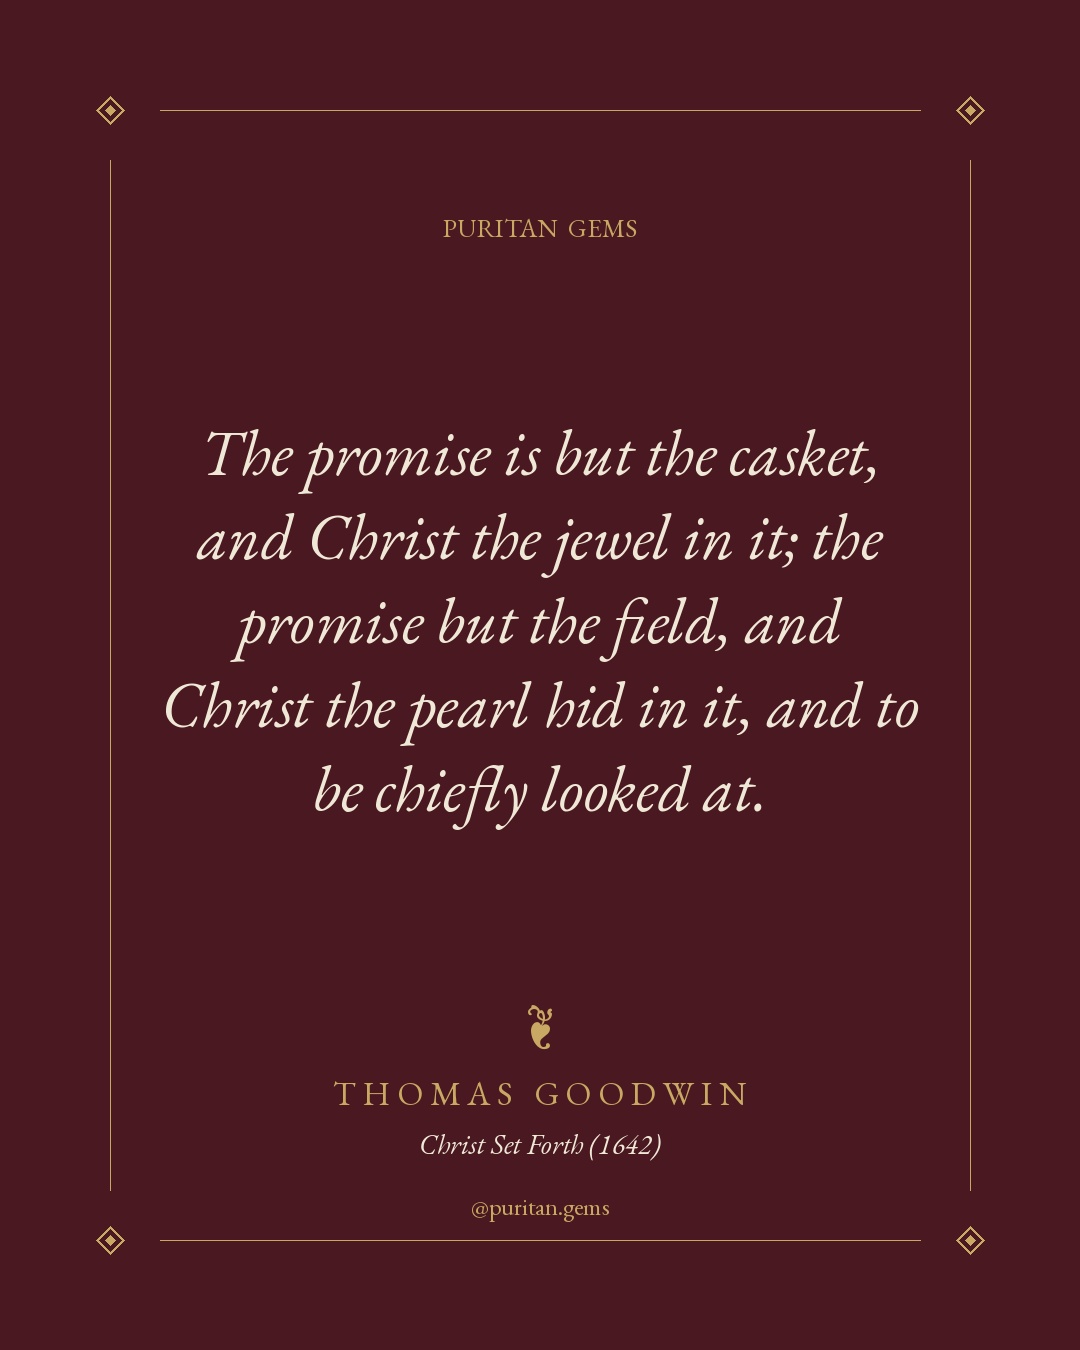 PURITAN GEMS
The promise is but the casket,
and Christ the jewel in it; the
promise but the field, and
Christ the pearl hid in it, and to
be chiefly looked at.
THOMAS GOODWIN
Christ Set Forth (1642)
@puritan.gems